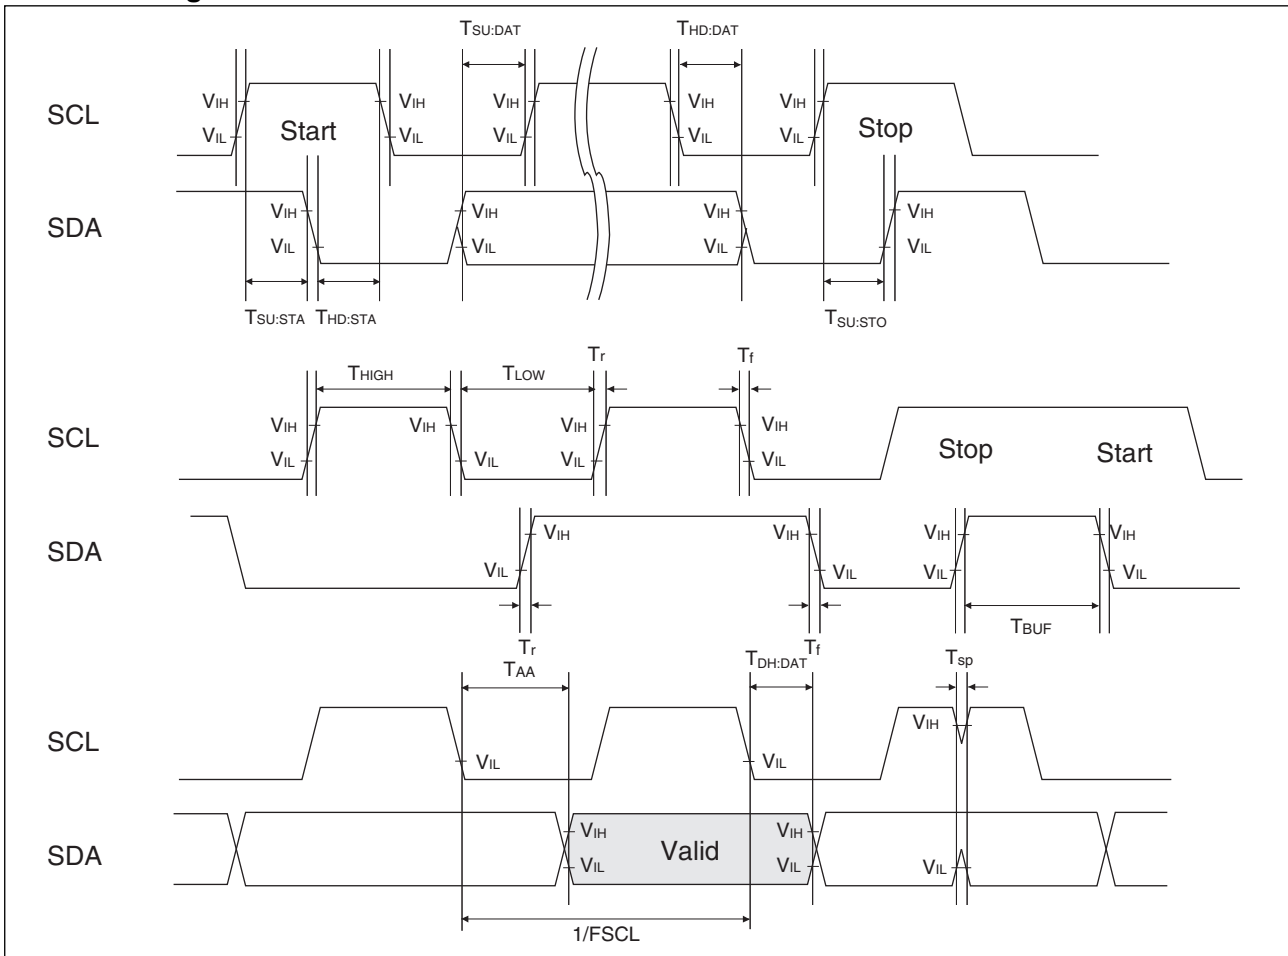 TSU:DAT THD:DAT
SCL VIH VIH VIH VIH VIH
VIL Start VIL VIL VIL VIL Stop
SDA VIH VIH VIH VIH
VIL VIL VIL VIL
TSU:STA THD:STA TSU:STO
THIGH TLOW Tr Tf
SCL VIH VIH VIH VIH
VIL VIL VIL VIL Stop Start
SDA VIH VIH VIH VIH
VIL VIL VIL VIL
Tr Tf TBUF
TAA TDH:DAT Tsp
SCL VIH
VIL VIL
SDA VIH Valid VIH
VIL VIL VIL
1/FSCL